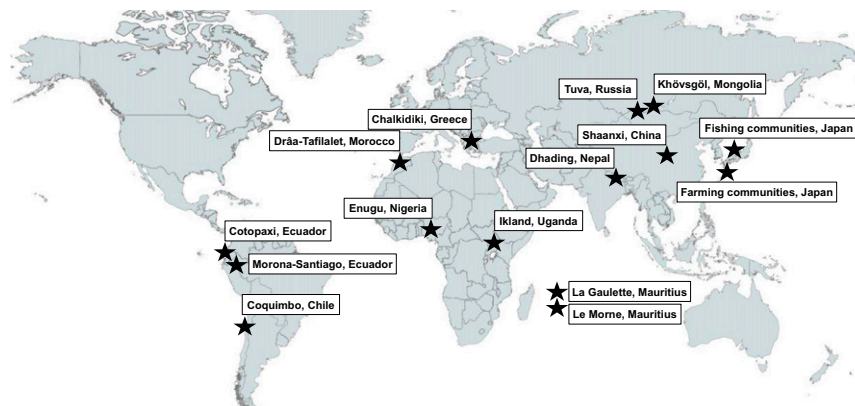 Khövsgöl, Mongolia
Tuva, Russia
Chalkidiki, Greece
Fishing communities, Japan
Shaanxi, China
Drâa-Tafilalet, Morocco
Dhading, Nepal
Farming communities, Japan
Enugu, Nigeria
Ikland, Uganda
Cotopaxi, Ecuador
Morona-Santiago, Ecuador
La Gaulette, Mauritius
Coquimbo, Chile
Le Morne, Mauritius